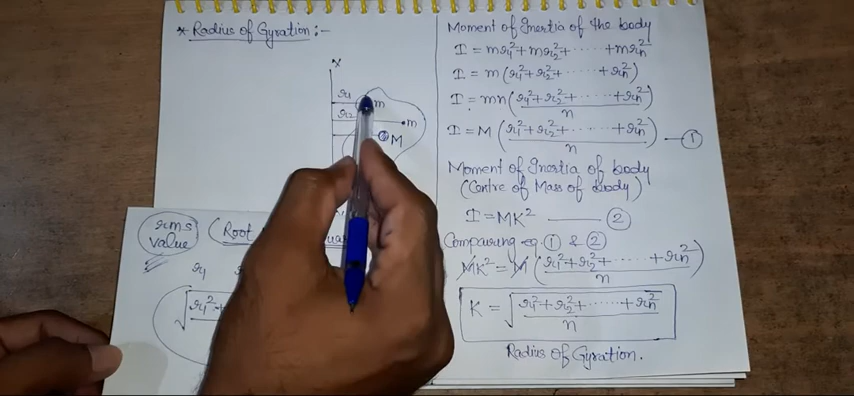 * Radius of Gyration :-
x
r1
m
r2
m
M
rms
value
(Root
r1
Moment of Inertia of the body
I = mr1²+mr2²+ ...... +mrn²
I = m(r1²+r2²+ ...... +rn²)
I = mn(r1²+r2²+ ...... +rn²)
n
I = M(r1²+r2²+ ...... +rn²) — ①
n
Moment of Inertia of body
(Centre of Mass of body)
I = MK² — ②
Comparing eq. ① & ②
MK² = M(r1²+r2²+ ...... +rn²)
n
K = √r1²+r2²+ ...... +rn²
n
Radius of Gyration.